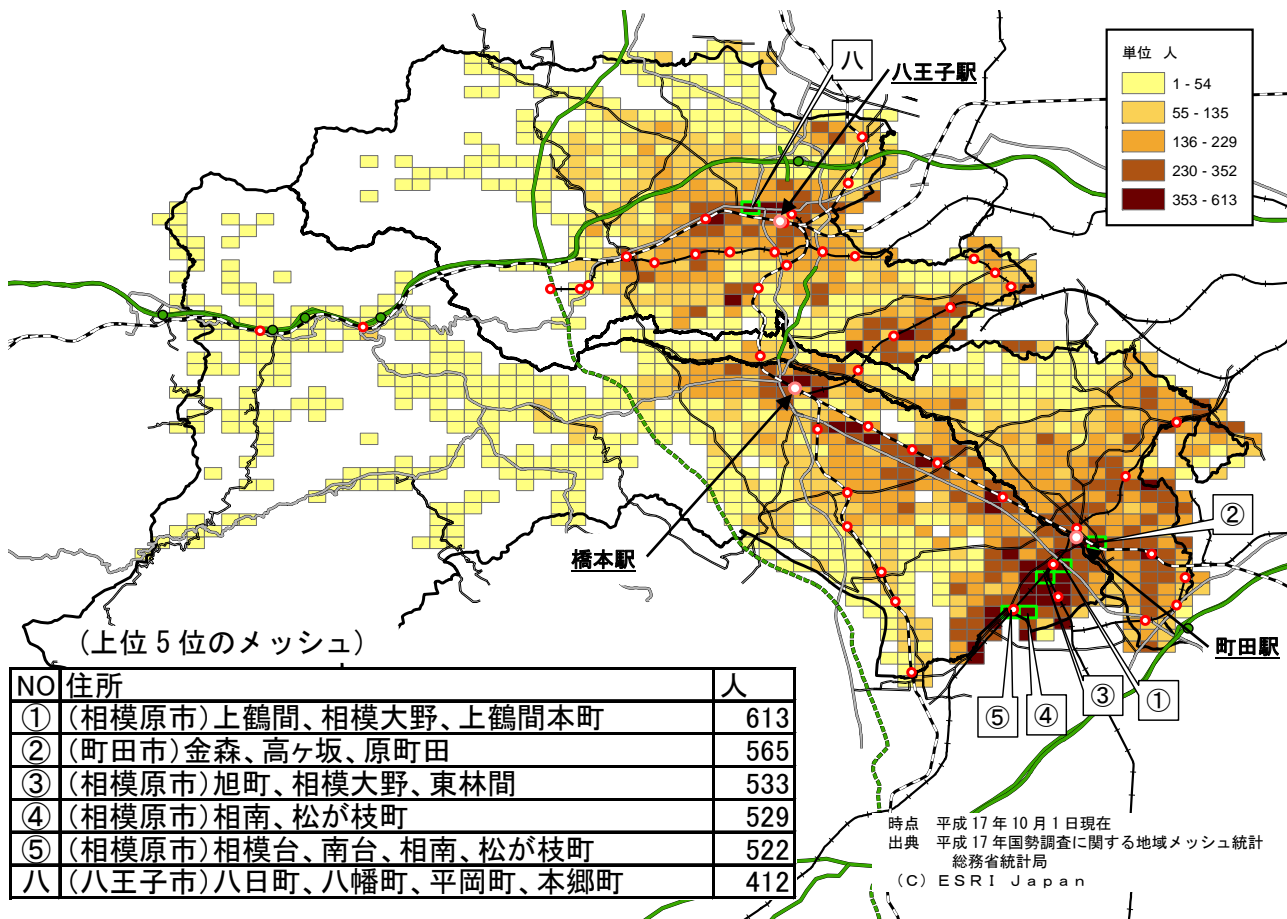 八
八王子駅
単位 人
1 - 54
55 - 135
136 - 229
230 - 352
353 - 613
②
橋本駅
町田駅
③
①
⑤
④
(上位5位のメッシュ)
NO 住所 人
① (相模原市)上鶴間、相模大野、上鶴間本町 613
② (町田市)金森、高ヶ坂、原町田 565
③ (相模原市)旭町、相模大野、東林間 533
④ (相模原市)相南、松が枝町 529
⑤ (相模原市)相模台、南台、相南、松が枝町 522
八 (八王子市)八日町、八幡町、平岡町、本郷町 412
時点 平成17年10月1日現在
出典 平成17年国勢調査に関する地域メッシュ統計
総務省統計局
(C) ESRI Japan